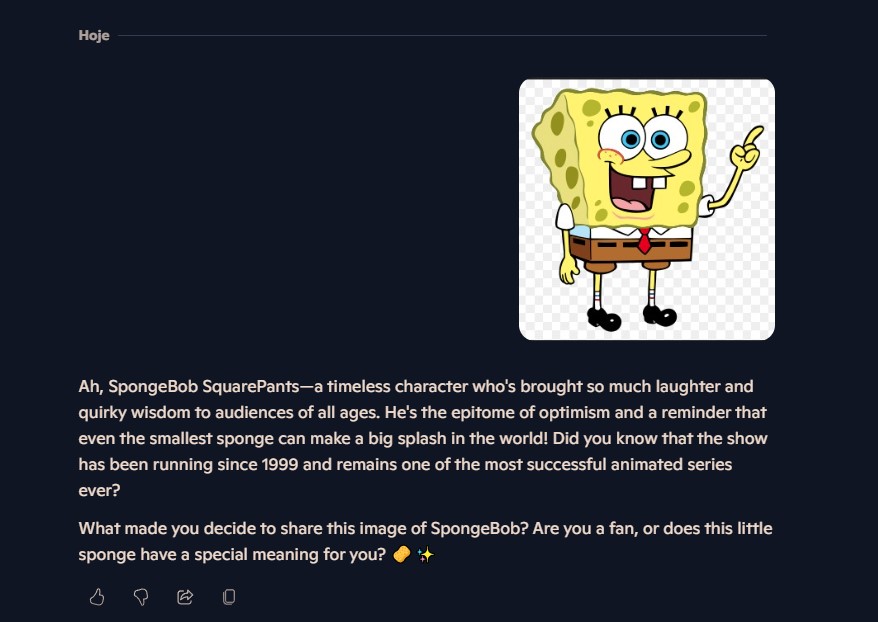 Hoje
Ah, SpongeBob SquarePants—a timeless character who's brought so much laughter and
quirky wisdom to audiences of all ages. He's the epitome of optimism and a reminder that
even the smallest sponge can make a big splash in the world! Did you know that the show
has been running since 1999 and remains one of the most successful animated series
ever?
What made you decide to share this image of SpongeBob? Are you a fan, or does this little
sponge have a special meaning for you? 🧽 ✨